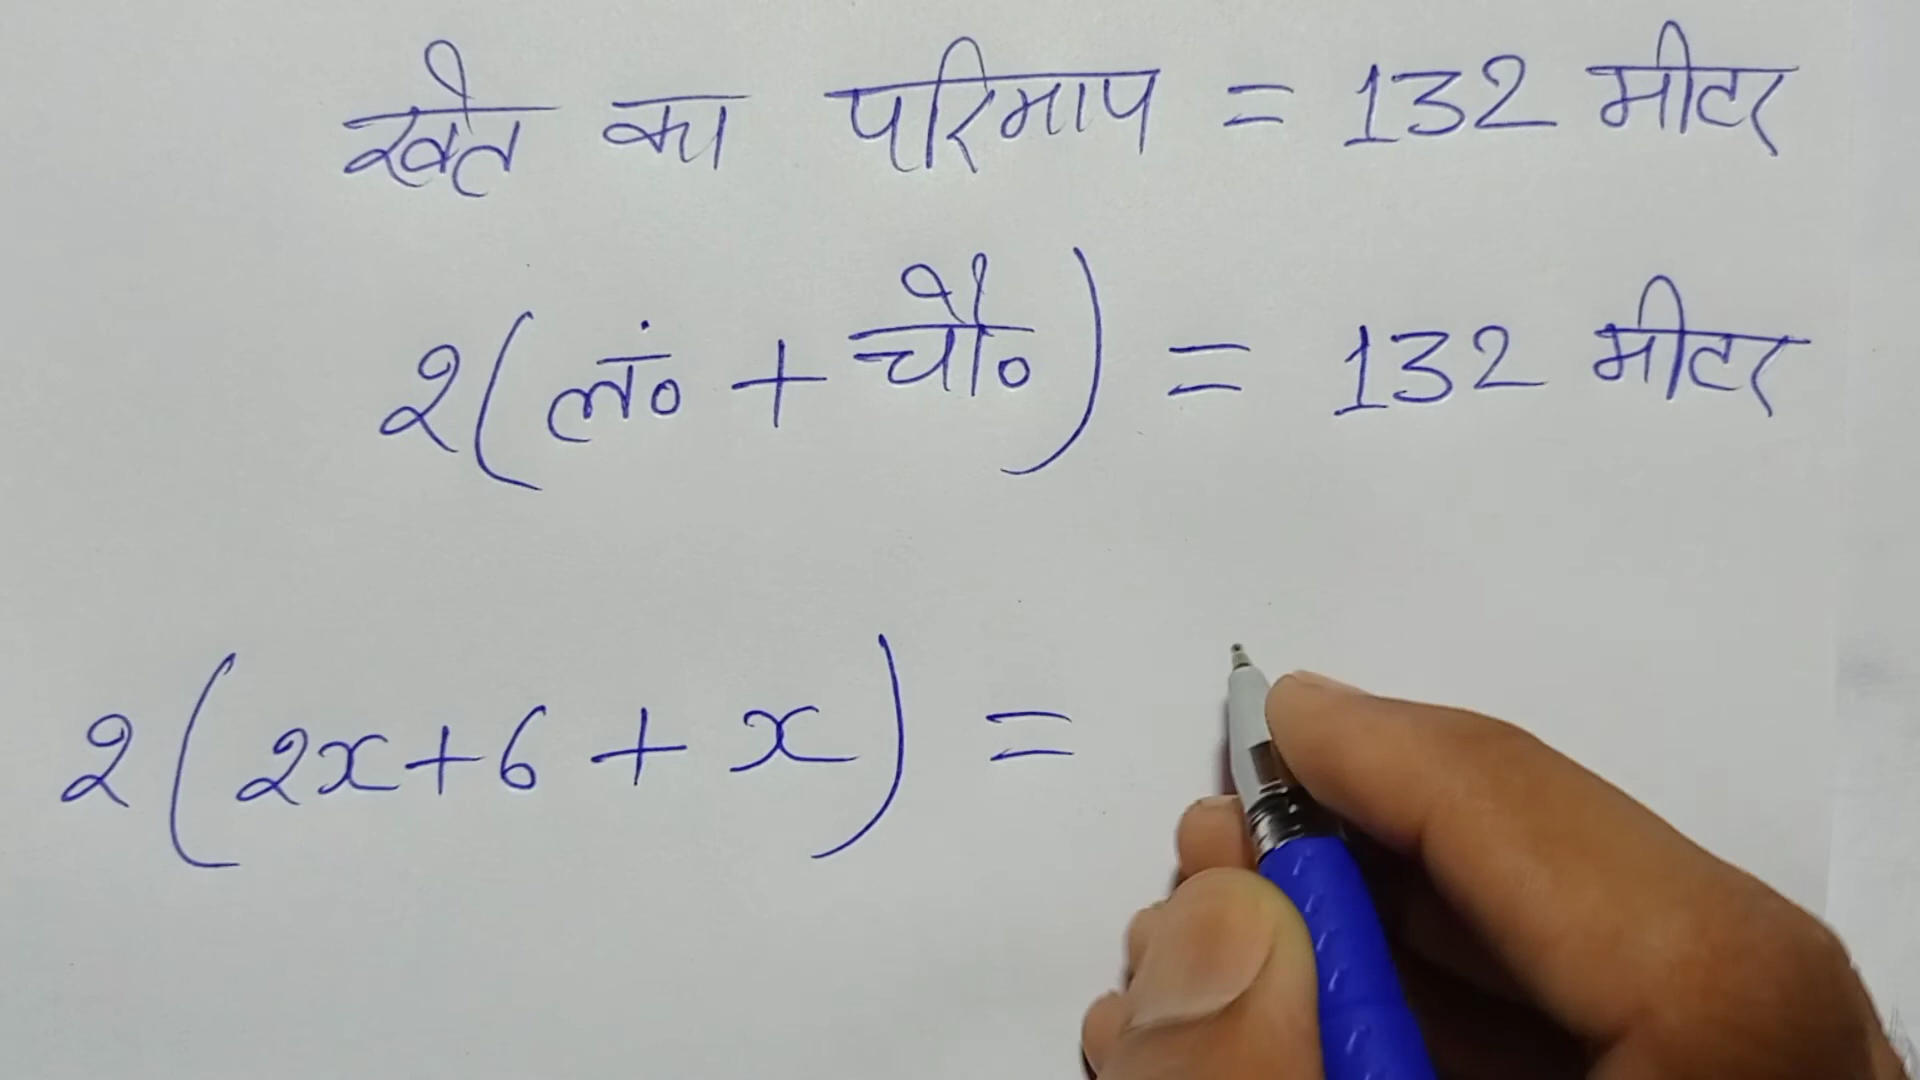 खेत का परिमाप = 132 मीटर
2(लं० + चौ०) = 132 मीटर
2(2x+6 + x) =